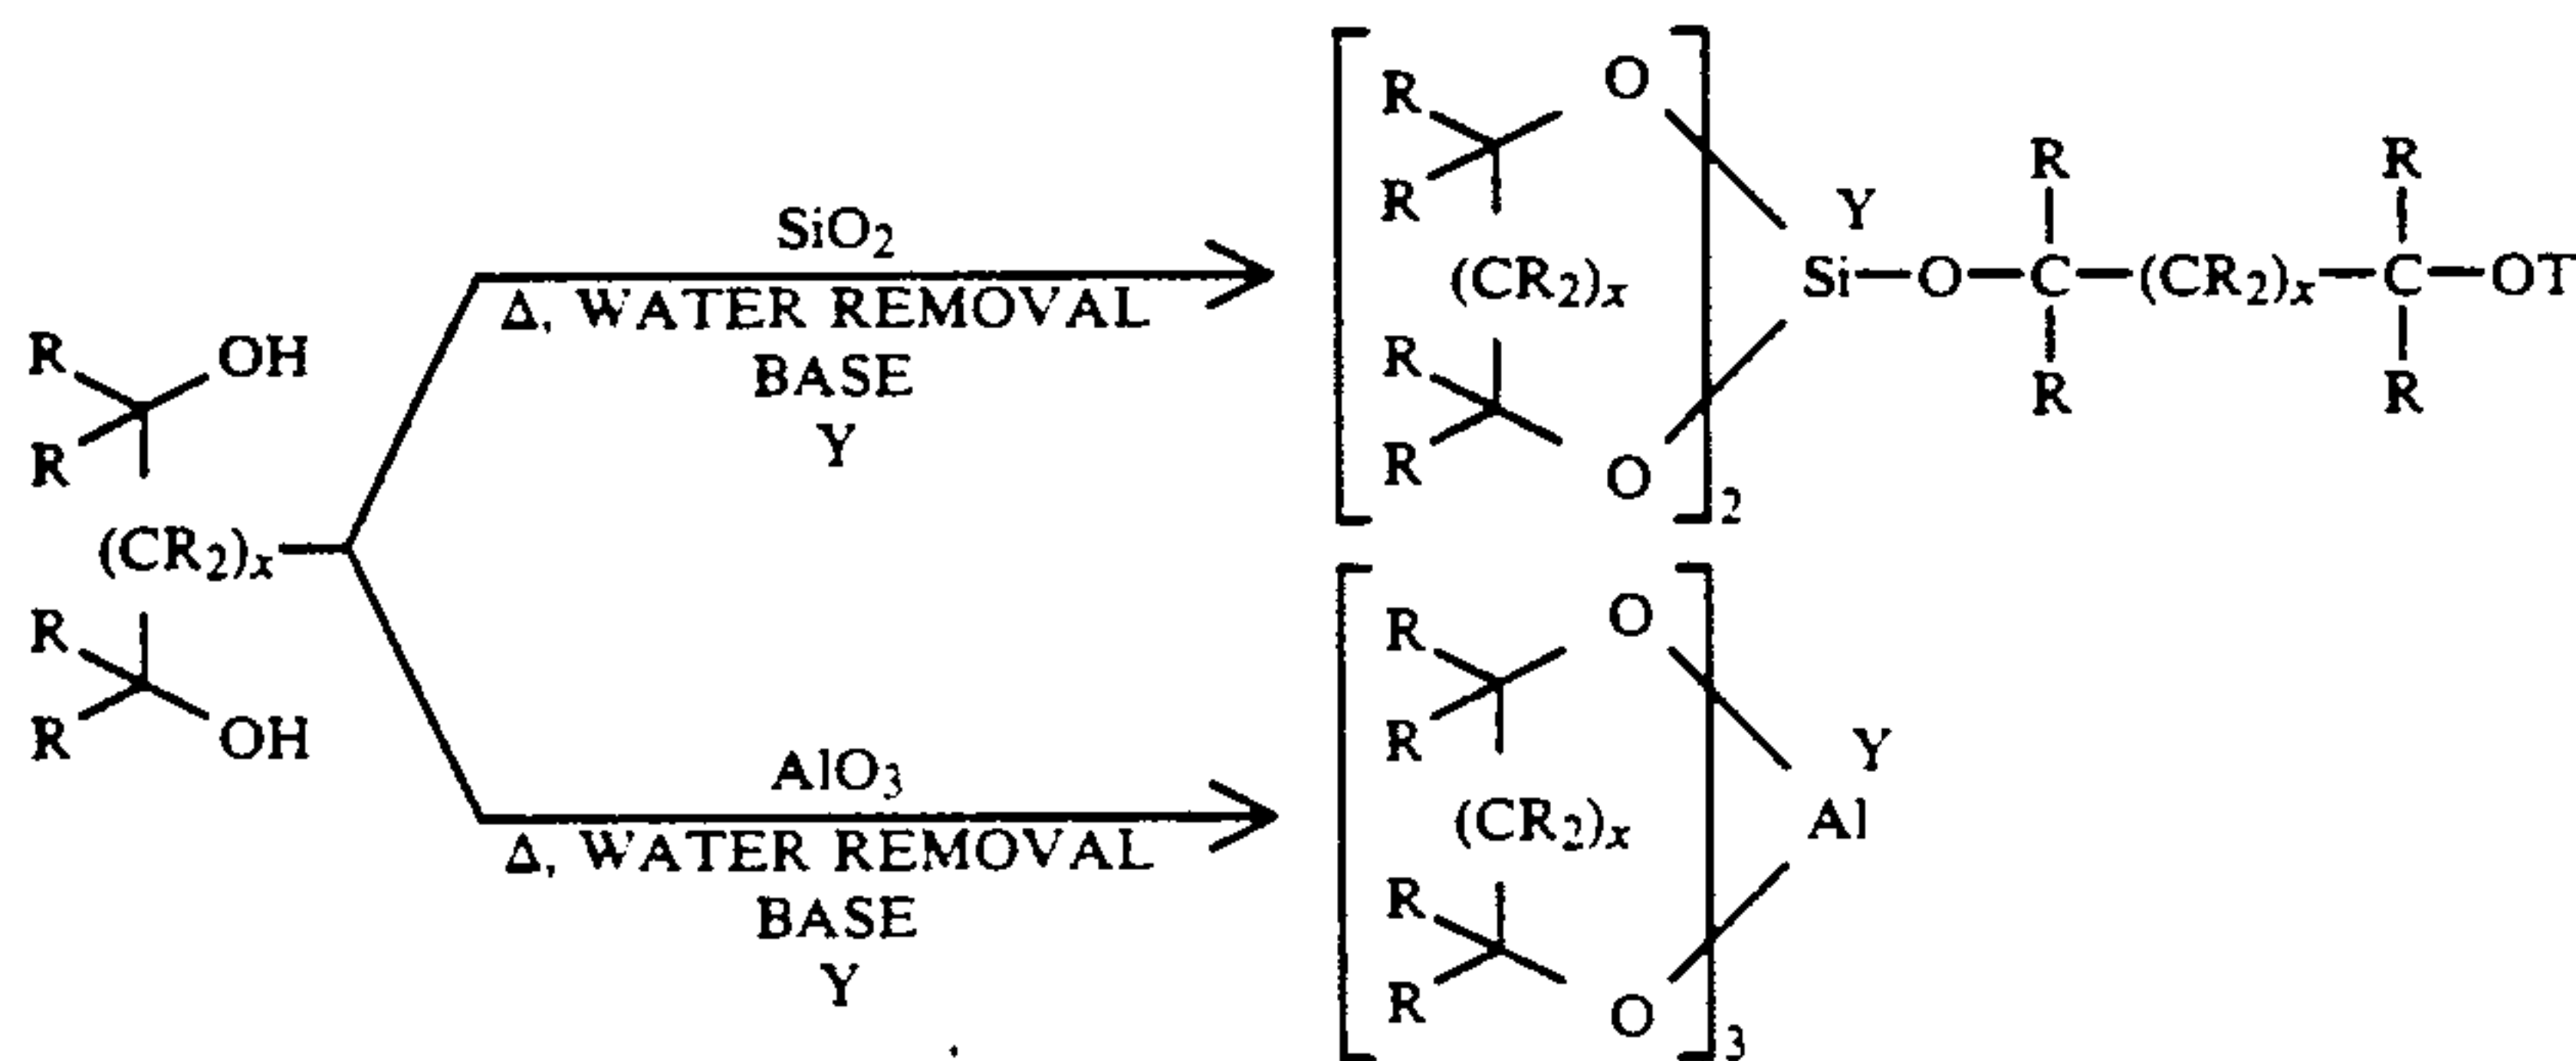 R
OH
R
(CR2)x
R
R
OH
SiO2
Δ, WATER REMOVAL
BASE
Y
R
O
R
(CR2)x
R
R
O
2
Y
Si—O—C—(CR2)x—C—OT
R
R
R
R
AlO3
Δ, WATER REMOVAL
BASE
Y
R
O
R
(CR2)x
R
R
O
3
Y
Al